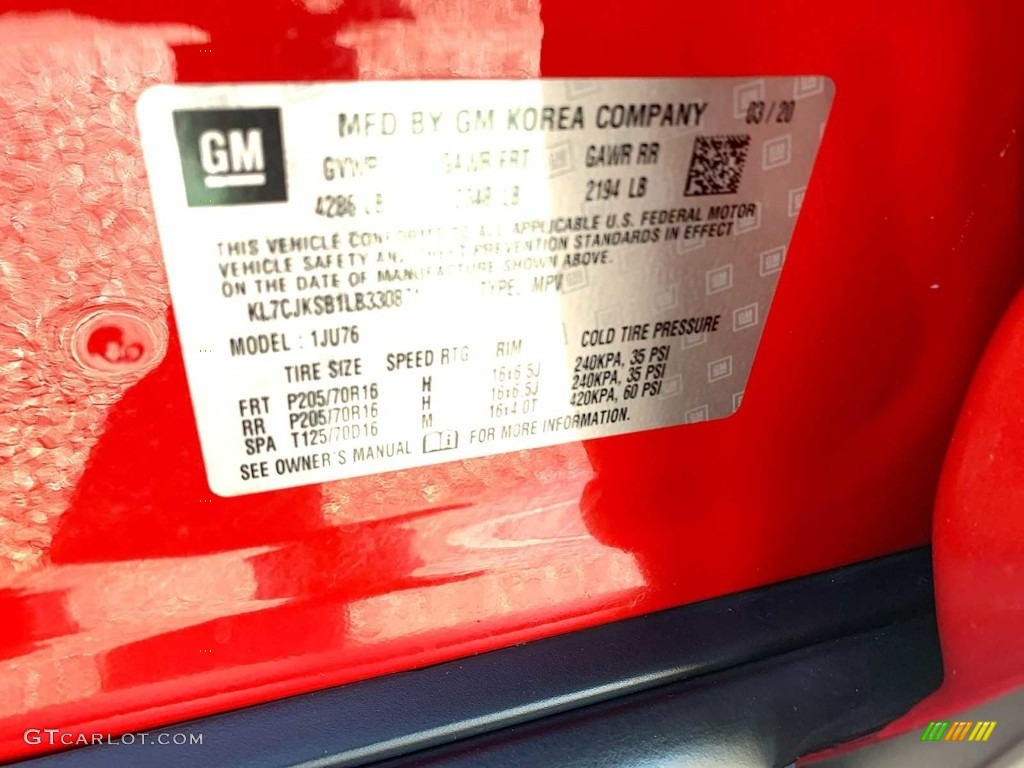 GM
MFD BY GM KOREA COMPANY 03/20
GAWR FRT GAWR RR
4286 LB 2194 LB
THIS VEHICLE CONFORMS TO ALL APPLICABLE U.S. FEDERAL MOTOR
VEHICLE SAFETY AND THEFT PREVENTION STANDARDS IN EFFECT
ON THE DATE OF MANUFACTURE SHOWN ABOVE.
TYPE: MPV
MODEL: 1JU76
TIRE SIZE SPEED RTG RIM COLD TIRE PRESSURE
FRT P205/70R16 H 16x6.5J 240KPA, 35 PSI
RR P205/70R16 H 16x6.5J 240KPA, 35 PSI
SPA T125/70D16 M 16x4.0T 420KPA, 60 PSI
SEE OWNER'S MANUAL FOR MORE INFORMATION.
GTCARLOT.COM